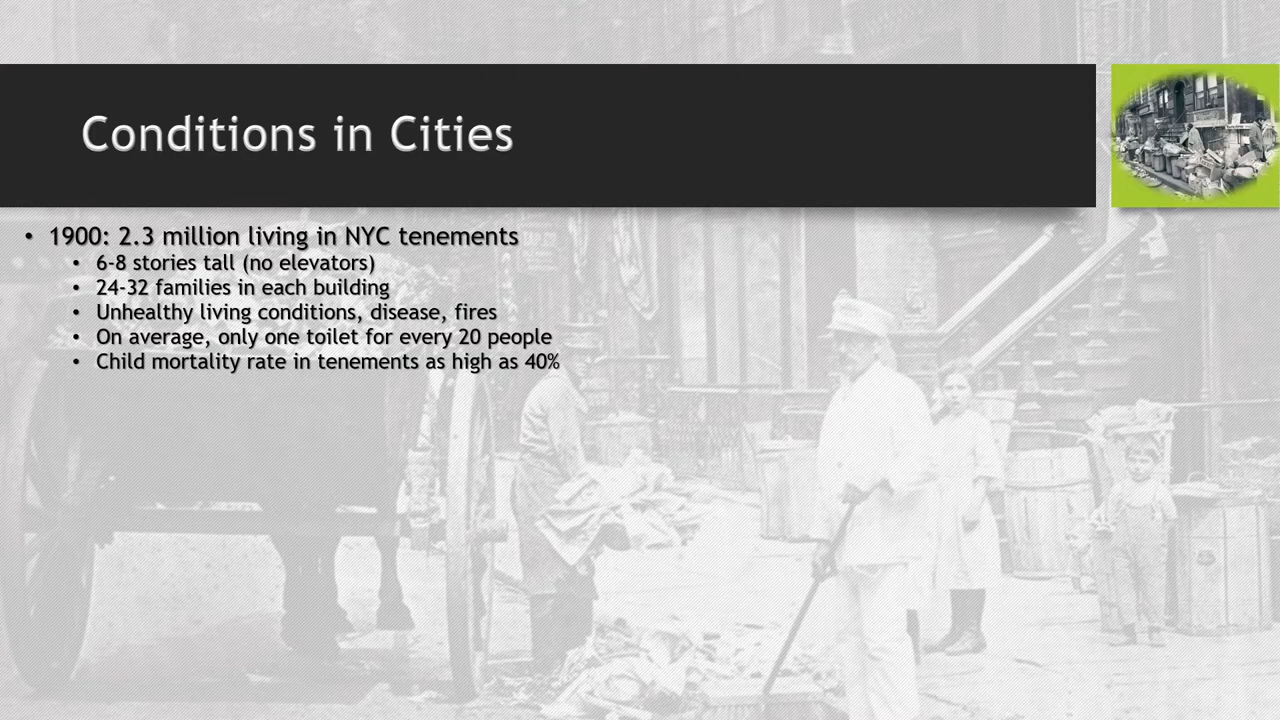 Conditions in Cities
• 1900: 2.3 million living in NYC tenements
• 6-8 stories tall (no elevators)
• 24-32 families in each building
• Unhealthy living conditions, disease, fires
• On average, only one toilet for every 20 people
• Child mortality rate in tenements as high as 40%